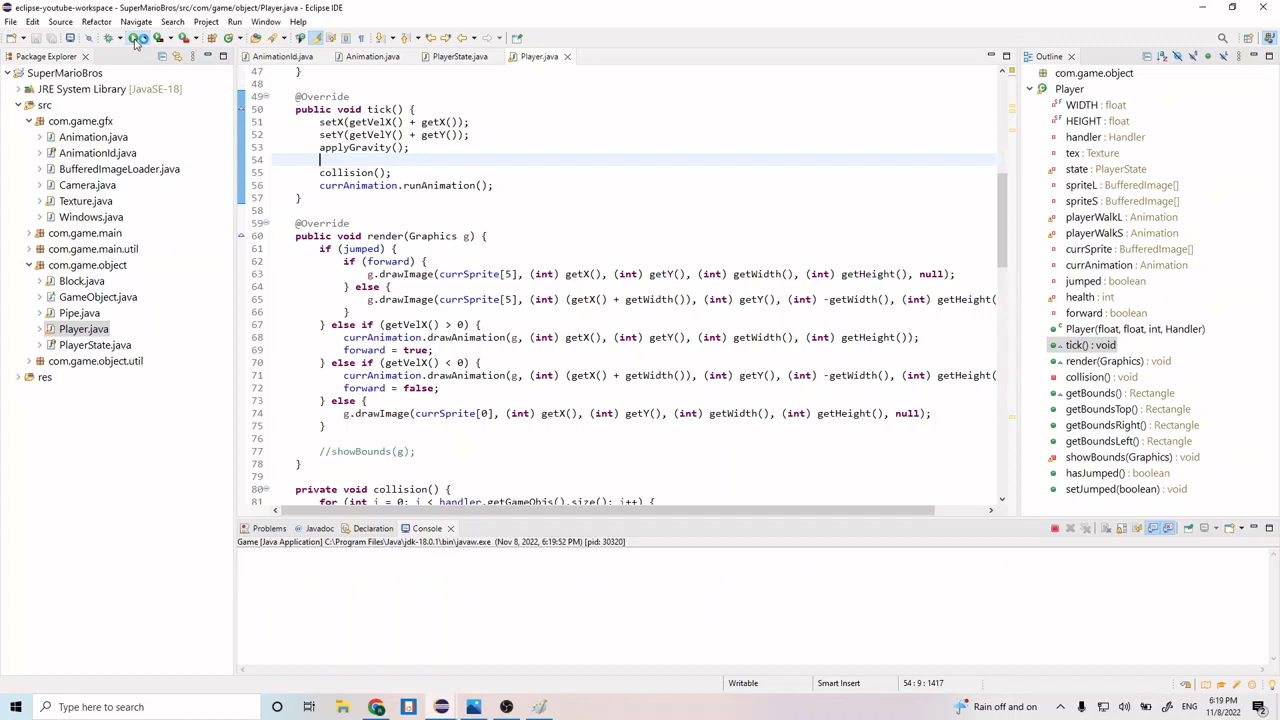 eclipse-youtube-workspace - SuperMarioBros/src/com/game/object/Player.java - Eclipse IDE
File Edit Source Refactor Navigate Search Project Run Window Help
Package Explorer
SuperMarioBros
JRE System Library [JavaSE-18]
src
com.game.gfx
Animation.java
AnimationId.java
BufferedImageLoader.java
Camera.java
Texture.java
Windows.java
com.game.main
com.game.main.util
com.game.object
Block.java
GameObject.java
Pipe.java
Player.java
PlayerState.java
com.game.object.util
res
AnimationId.java Animation.java PlayerState.java Player.java
47 }
48
49 @Override
50 public void tick() {
51 setX(getVelX() + getX());
52 setY(getVelY() + getY());
53 applyGravity();
54
55 collision();
56 currAnimation.runAnimation();
57 }
58
59 @Override
60 public void render(Graphics g) {
61 if (jumped) {
62 if (forward) {
63 g.drawImage(currSprite[5], (int) getX(), (int) getY(), (int) getWidth(), (int) getHeight(), null);
64 } else {
65 g.drawImage(currSprite[5], (int) (getX() + getWidth()), (int) getY(), (int) -getWidth(), (int) getHeight(
66 }
67 } else if (getVelX() > 0) {
68 currAnimation.drawAnimation(g, (int) getX(), (int) getY(), (int) getWidth(), (int) getHeight());
69 forward = true;
70 } else if (getVelX() < 0) {
71 currAnimation.drawAnimation(g, (int) (getX() + getWidth()), (int) getY(), (int) -getWidth(), (int) getHeight(
72 forward = false;
73 } else {
74 g.drawImage(currSprite[0], (int) getX(), (int) getY(), (int) getWidth(), (int) getHeight(), null);
75 }
76
77 //showBounds(g);
78 }
79
80 private void collision() {
81 for (int i = 0; i < handler.getGameObjs().size(); i++) {
Outline
com.game.object
Player
WIDTH : float
HEIGHT : float
handler : Handler
tex : Texture
state : PlayerState
spriteL : BufferedImage[]
spriteS : BufferedImage[]
playerWalkL : Animation
playerWalkS : Animation
currSprite : BufferedImage[]
currAnimation : Animation
jumped : boolean
health : int
forward : boolean
Player(float, float, int, Handler)
tick() : void
render(Graphics) : void
collision() : void
getBounds() : Rectangle
getBoundsTop() : Rectangle
getBoundsRight() : Rectangle
getBoundsLeft() : Rectangle
showBounds(Graphics) : void
hasJumped() : boolean
setJumped(boolean) : void
Problems Javadoc Declaration Console
Game [Java Application] C:\Program Files\Java\jdk-18.0.1\bin\javaw.exe (Nov 8, 2022, 6:19:52 PM) [pid: 30320]
Writable Smart Insert 54 : 9 : 1417
Type here to search
Rain off and on
6:19 PM
11/8/2022
2